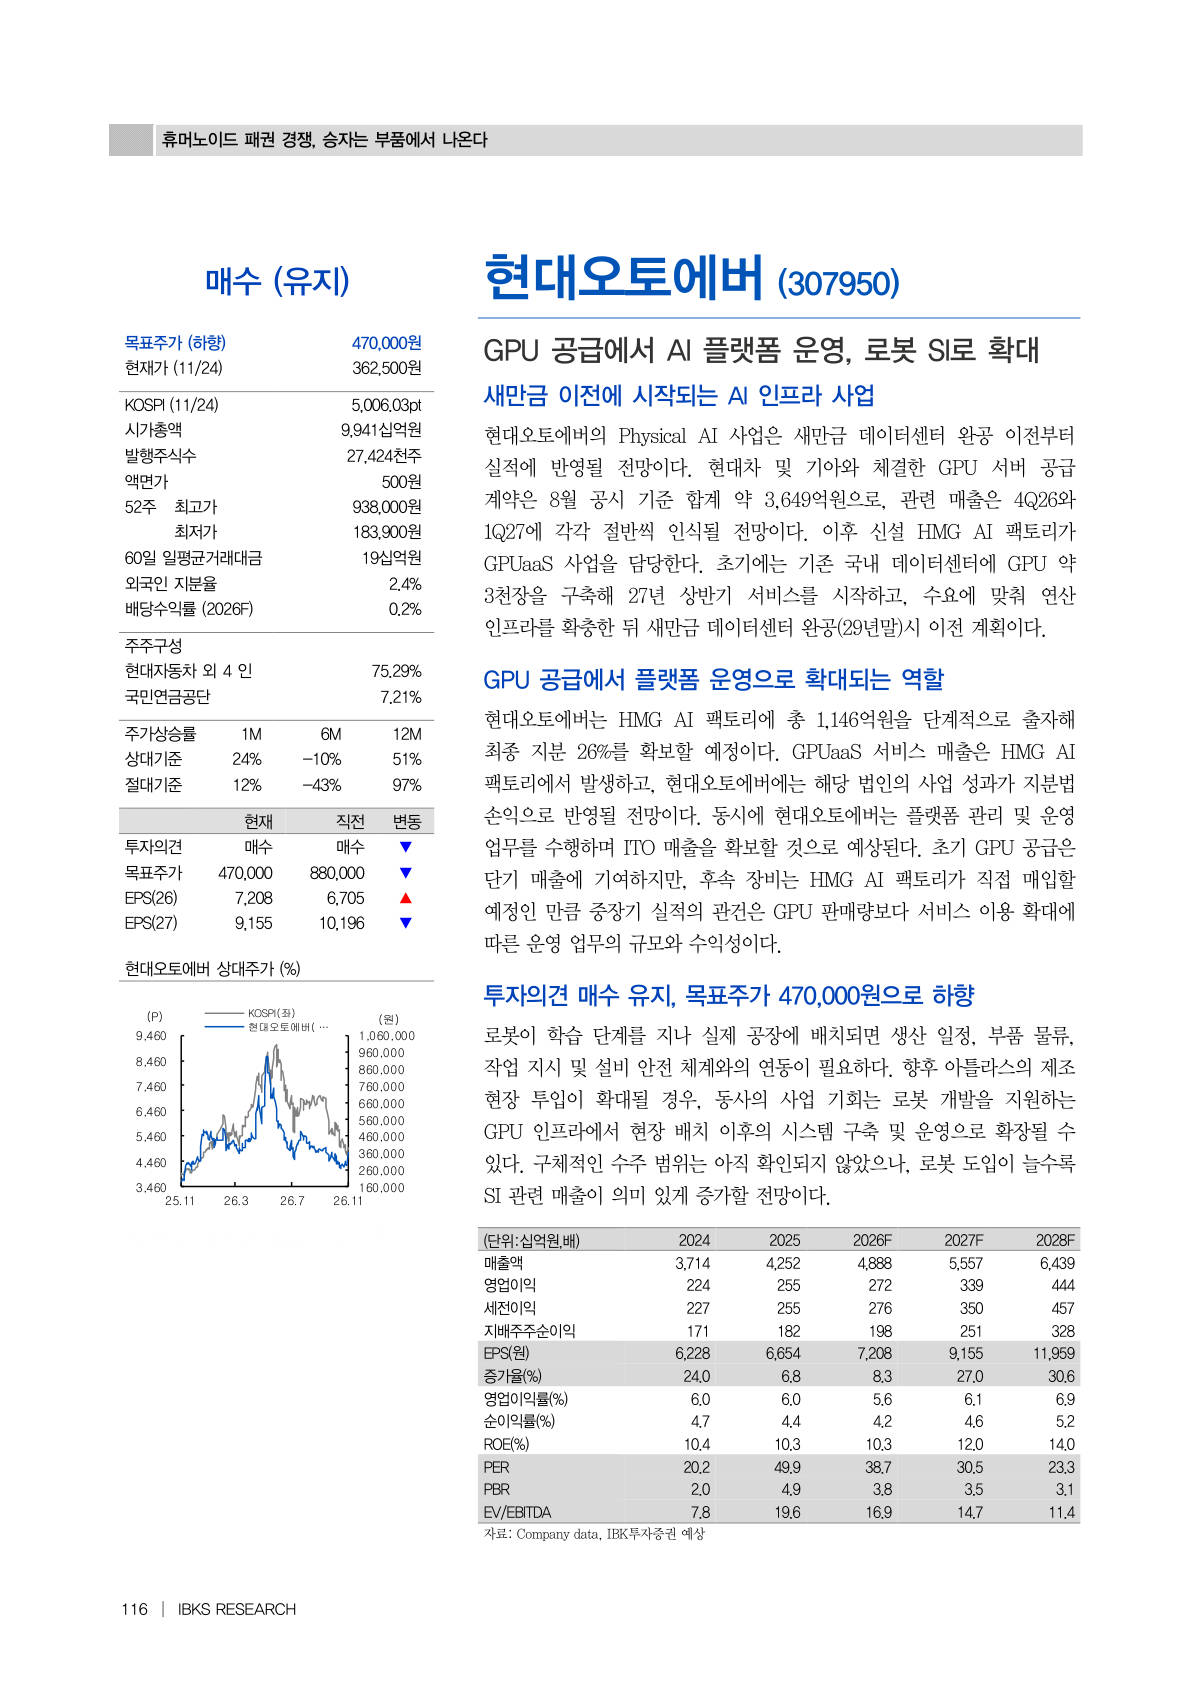 휴머노이드 패권 경쟁, 승자는 부품에서 나온다
매수 (유지)
목표주가 (하향) 470,000원
현재가 (11/24) 362,500원
KOSPI (11/24) 5,006.03pt
시가총액 9,941십억원
발행주식수 27,424천주
액면가 500원
52주 최고가 938,000원
최저가 183,900원
60일 일평균거래대금 19십억원
외국인 지분율 2.4%
배당수익률 (2026F) 0.2%
주주구성
현대자동차 외 4 인 75.29%
국민연금공단 7.21%
주가상승률 1M 6M 12M
상대기준 24% -10% 51%
절대기준 12% -43% 97%
현재 직전 변동
투자의견 매수 매수 ▼
목표주가 470,000 880,000 ▼
EPS(26) 7,208 6,705 ▲
EPS(27) 9,155 10,196 ▼
현대오토에버 상대주가 (%)
(P) KOSPI(좌) (원)
현대오토에버( ···
9,460 1,060,000
960,000
8,460 860,000
7,460 760,000
6,460 660,000
560,000
5,460 460,000
360,000
4,460 260,000
3,460 160,000
25.11 26.3 26.7 26.11
현대오토에버 (307950)
GPU 공급에서 AI 플랫폼 운영, 로봇 SI로 확대
새만금 이전에 시작되는 AI 인프라 사업
현대오토에버의 Physical AI 사업은 새만금 데이터센터 완공 이전부터
실적에 반영될 전망이다. 현대차 및 기아와 체결한 GPU 서버 공급
계약은 8월 공시 기준 합계 약 3,649억원으로, 관련 매출은 4Q26와
1Q27에 각각 절반씩 인식될 전망이다. 이후 신설 HMG AI 팩토리가
GPUaaS 사업을 담당한다. 초기에는 기존 국내 데이터센터에 GPU 약
3천장을 구축해 27년 상반기 서비스를 시작하고, 수요에 맞춰 연산
인프라를 확충한 뒤 새만금 데이터센터 완공(29년말)시 이전 계획이다.
GPU 공급에서 플랫폼 운영으로 확대되는 역할
현대오토에버는 HMG AI 팩토리에 총 1,146억원을 단계적으로 출자해
최종 지분 26%를 확보할 예정이다. GPUaaS 서비스 매출은 HMG AI
팩토리에서 발생하고, 현대오토에버에는 해당 법인의 사업 성과가 지분법
손익으로 반영될 전망이다. 동시에 현대오토에버는 플랫폼 관리 및 운영
업무를 수행하며 ITO 매출을 확보할 것으로 예상된다. 초기 GPU 공급은
단기 매출에 기여하지만, 후속 장비는 HMG AI 팩토리가 직접 매입할
예정인 만큼 중장기 실적의 관건은 GPU 판매량보다 서비스 이용 확대에
따른 운영 업무의 규모와 수익성이다.
투자의견 매수 유지, 목표주가 470,000원으로 하향
로봇이 학습 단계를 지나 실제 공장에 배치되면 생산 일정, 부품 물류,
작업 지시 및 설비 안전 체계와의 연동이 필요하다. 향후 아틀라스의 제조
현장 투입이 확대될 경우, 동사의 사업 기회는 로봇 개발을 지원하는
GPU 인프라에서 현장 배치 이후의 시스템 구축 및 운영으로 확장될 수
있다. 구체적인 수주 범위는 아직 확인되지 않았으나, 로봇 도입이 늘수록
SI 관련 매출이 의미 있게 증가할 전망이다.
(단위:십억원,배) 2024 2025 2026F 2027F 2028F
매출액 3,714 4,252 4,888 5,557 6,439
영업이익 224 255 272 339 444
세전이익 227 255 276 350 457
지배주주순이익 171 182 198 251 328
EPS(원) 6,228 6,654 7,208 9,155 11,959
증가율(%) 24.0 6.8 8.3 27.0 30.6
영업이익률(%) 6.0 6.0 5.6 6.1 6.9
순이익률(%) 4.7 4.4 4.2 4.6 5.2
ROE(%) 10.4 10.3 10.3 12.0 14.0
PER 20.2 49.9 38.7 30.5 23.3
PBR 2.0 4.9 3.8 3.5 3.1
EV/EBITDA 7.8 19.6 16.9 14.7 11.4
자료: Company data, IBK투자증권 예상
116 | IBKS RESEARCH